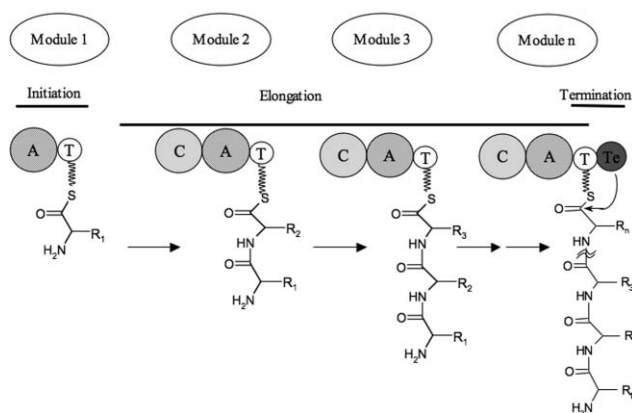 Module 1 Module 2 Module 3 Module n
Initiation Elongation Termination
A T C A T C A T C A T Te
S S S S
O O O O
R₁ R₂ R₃ Rₙ
H₂N HN HN HN
O O O R₃
R₁ R₂ HN
H₂N HN O R
O HN
R₁ O R
H₂N H₂N